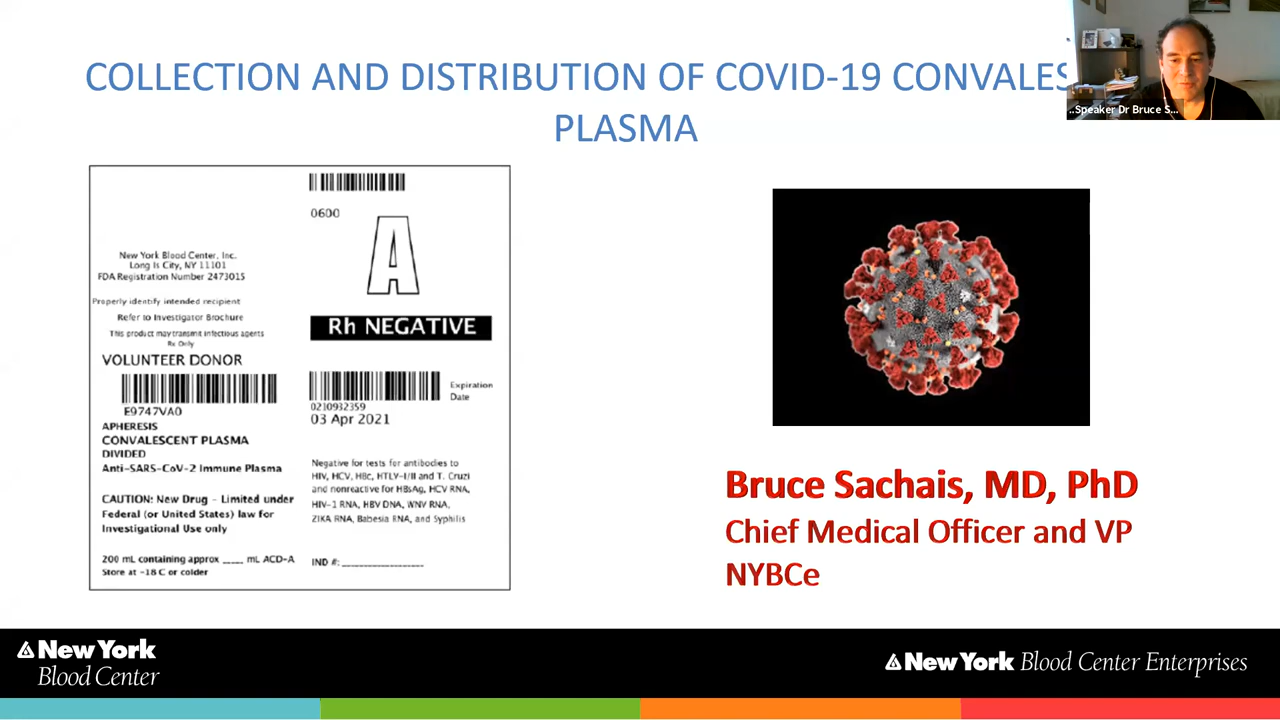 COLLECTION AND DISTRIBUTION OF COVID-19 CONVALES
PLASMA
..Speaker Dr Bruce S...
0600
A
New York Blood Center, Inc.
Long Is City, NY 11101
FDA Registration Number 2473015
Properly identify intended recipient
Refer to Investigator Brochure
This product may transmit infectious agents
Rx Only
VOLUNTEER DONOR
Rh NEGATIVE
E9747VA0
APHERESIS
CONVALESCENT PLASMA
DIVIDED
Anti-SARS-CoV-2 Immune Plasma
CAUTION: New Drug - Limited under
Federal (or United States) law for
Investigational Use only
200 mL containing approx ____ mL ACD-A
Store at -18 C or colder
Expiration
Date
0210932359
03 Apr 2021
Negative for tests for antibodies to
HIV, HCV, HBc, HTLV-I/II and T. Cruzi
and nonreactive for HBsAg, HCV RNA,
HIV-1 RNA, HBV DNA, WNV RNA,
ZIKA RNA, Babesia RNA, and Syphilis
IND #: ________________
Bruce Sachais, MD, PhD
Chief Medical Officer and VP
NYBCe
New York
Blood Center
New York Blood Center Enterprises